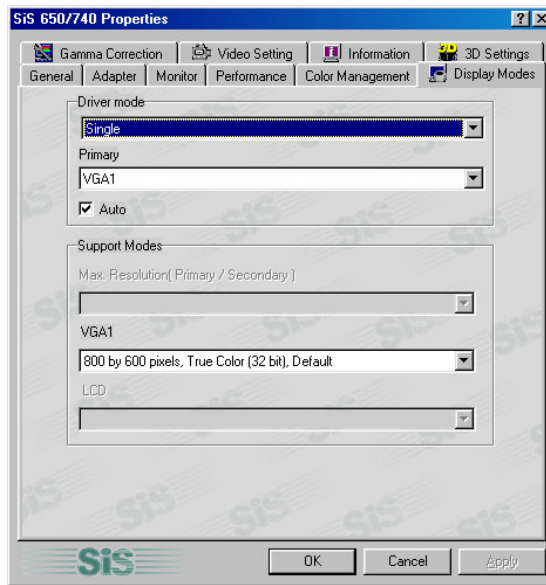 SiS 650/740 Properties
Gamma Correction Video Setting Information 3D Settings
General Adapter Monitor Performance Color Management Display Modes
Driver mode
Single
Primary
VGA1
Auto
Support Modes
Max. Resolution( Primary / Secondary )
VGA1
800 by 600 pixels, True Color (32 bit), Default
LCD
SiS
OK Cancel Apply